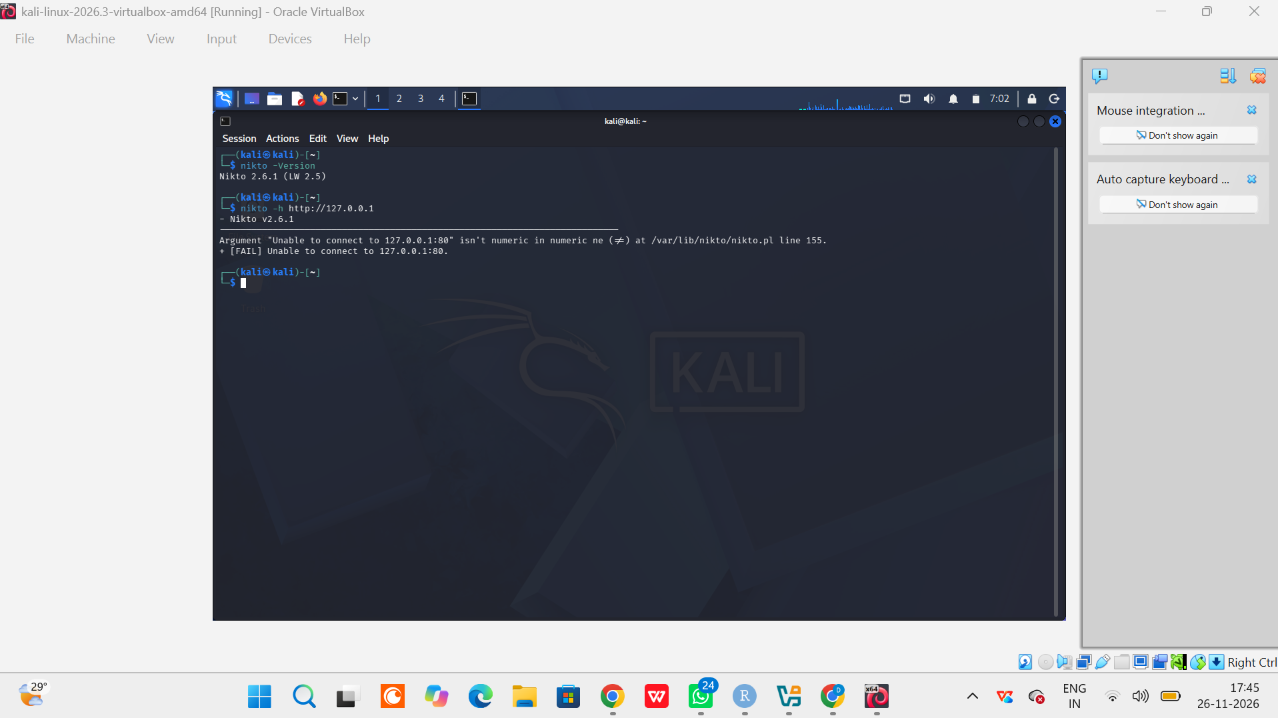 kali-linux-2026.3-virtualbox-amd64 [Running] - Oracle VirtualBox
File Machine View Input Devices Help
1 2 3 4 7:02
kali@kali: ~
Session Actions Edit View Help
┌──(kali㉿kali)-[~]
└─$ nikto -Version
Nikto 2.6.1 (LW 2.5)
┌──(kali㉿kali)-[~]
└─$ nikto -h http://127.0.0.1
- Nikto v2.6.1
---------------------------------------------------------------------------
Argument "Unable to connect to 127.0.0.1:80" isn't numeric in numeric ne (≠) at /var/lib/nikto/nikto.pl line 155.
+ [FAIL] Unable to connect to 127.0.0.1:80.
┌──(kali㉿kali)-[~]
└─$
KALI
Mouse integration ...
Don't show again
Auto capture keyboard ...
Don't show again
Right Ctrl
29°
24
ENG
IN
17:45
26-11-2026